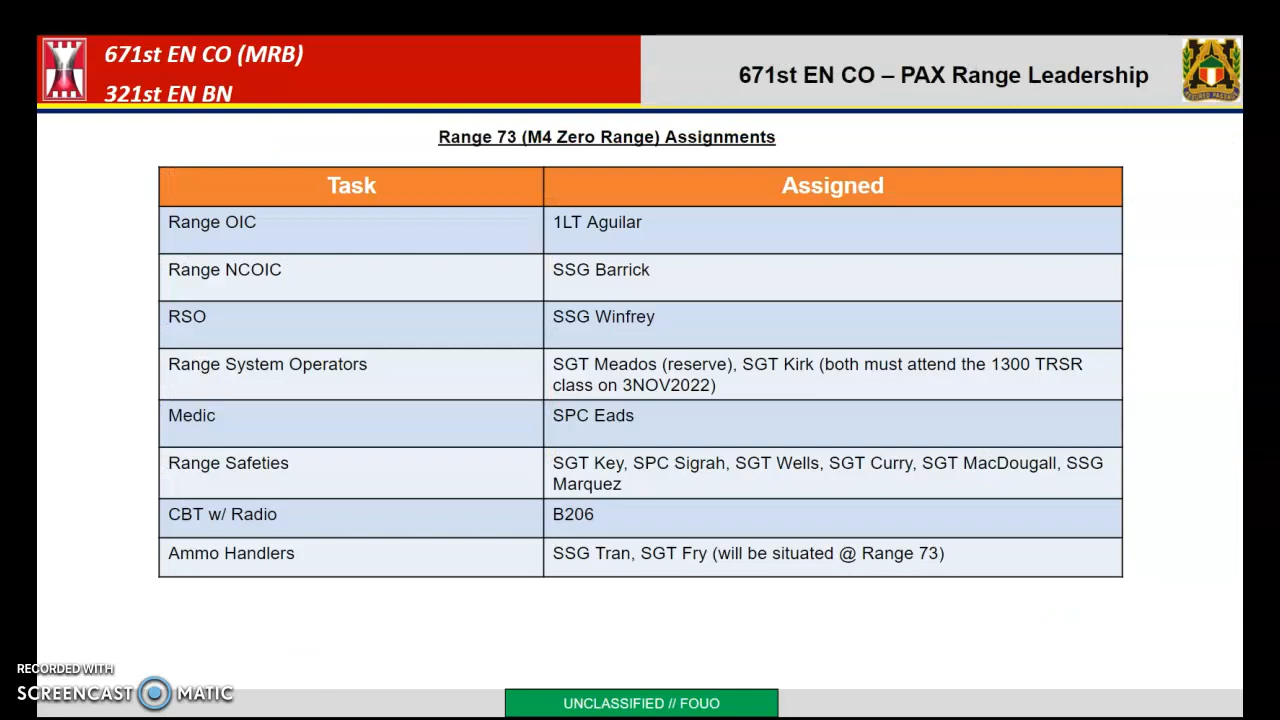 671st EN CO (MRB)
321st EN BN
671st EN CO – PAX Range Leadership
Range 73 (M4 Zero Range) Assignments
Task
Assigned
Range OIC
1LT Aguilar
Range NCOIC
SSG Barrick
RSO
SSG Winfrey
Range System Operators
SGT Meados (reserve), SGT Kirk (both must attend the 1300 TRSR
class on 3NOV2022)
Medic
SPC Eads
Range Safeties
SGT Key, SPC Sigrah, SGT Wells, SGT Curry, SGT MacDougall, SSG
Marquez
CBT w/ Radio
B206
Ammo Handlers
SSG Tran, SGT Fry (will be situated @ Range 73)
RECORDED WITH
SCREENCAST MATIC
UNCLASSIFIED // FOUO